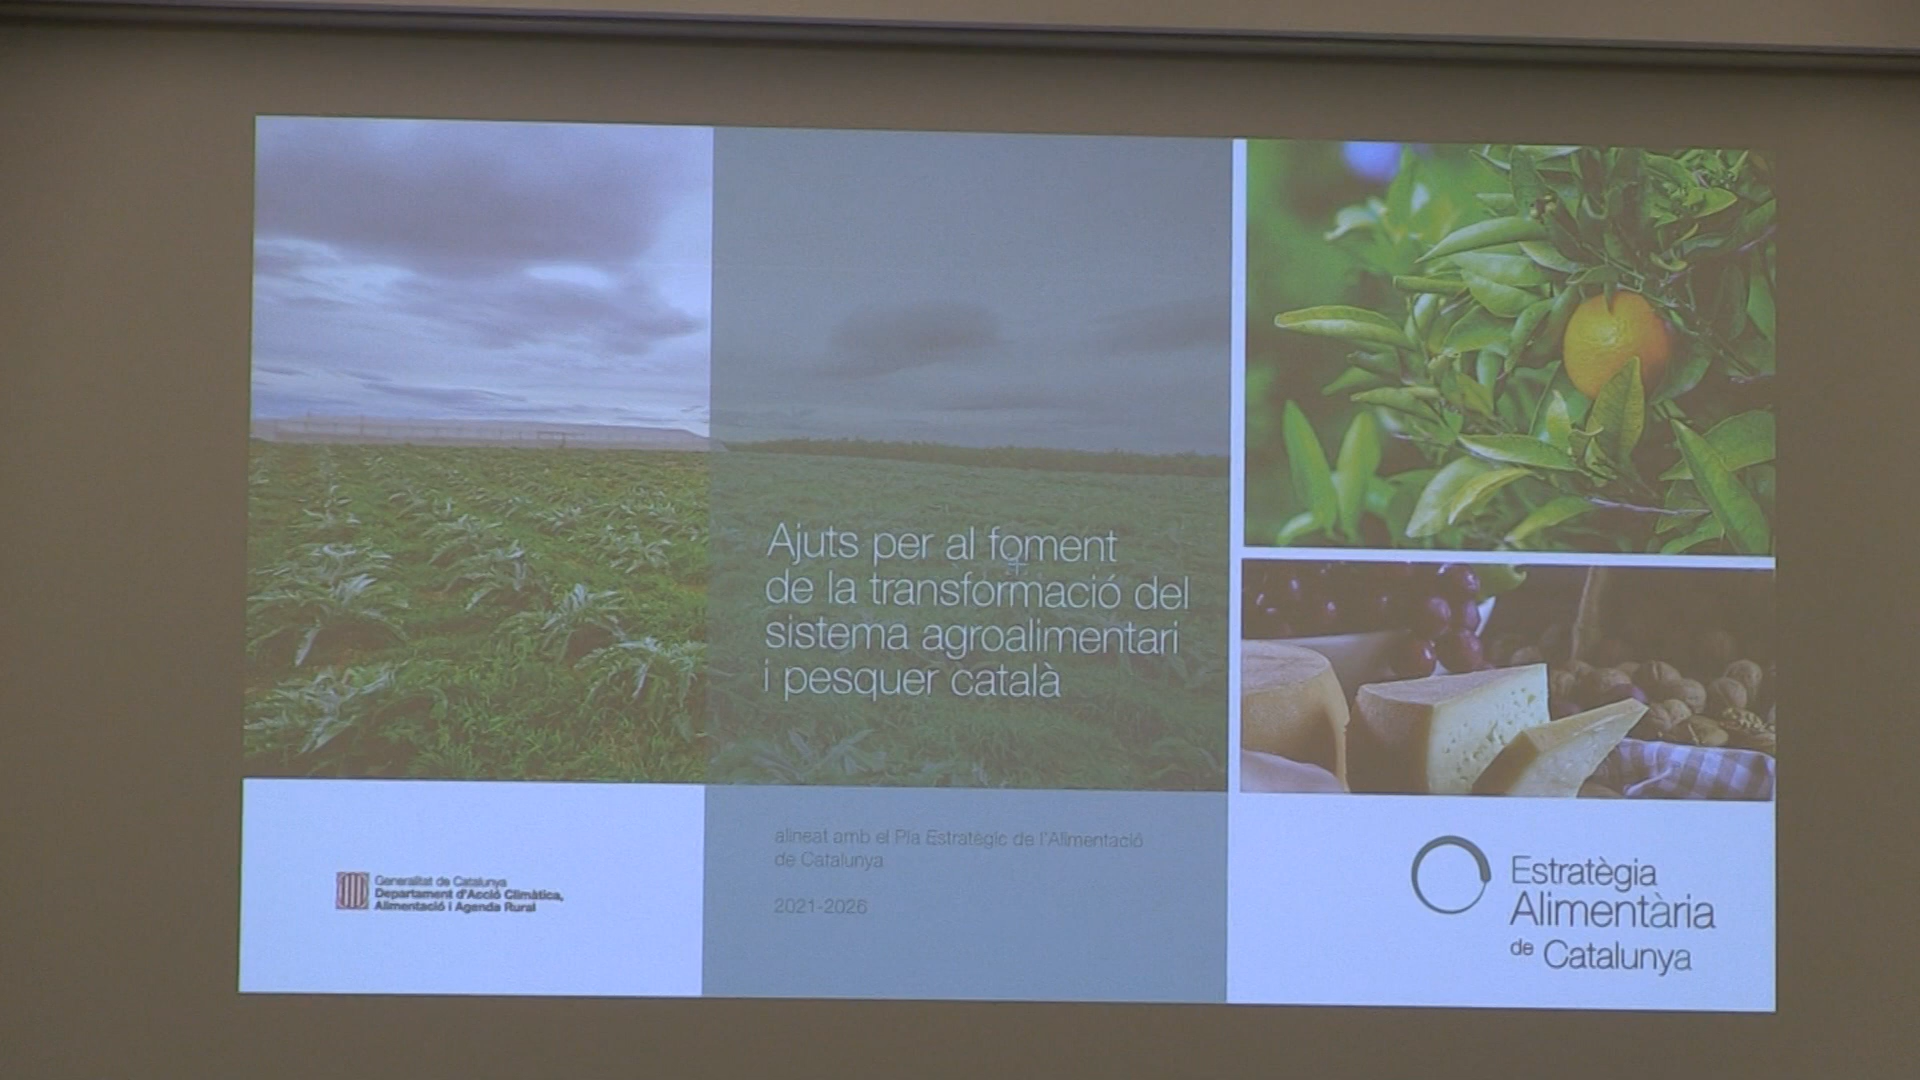 Ajuts per al foment
de la transformació del
sistema agroalimentari
i pesquer català
alineat amb el Pla Estratègic de l'Alimentació
de Catalunya
2021-2026
Generalitat de Catalunya
Departament d'Acció Climàtica,
Alimentació i Agenda Rural
Estratègia
Alimentària
de Catalunya